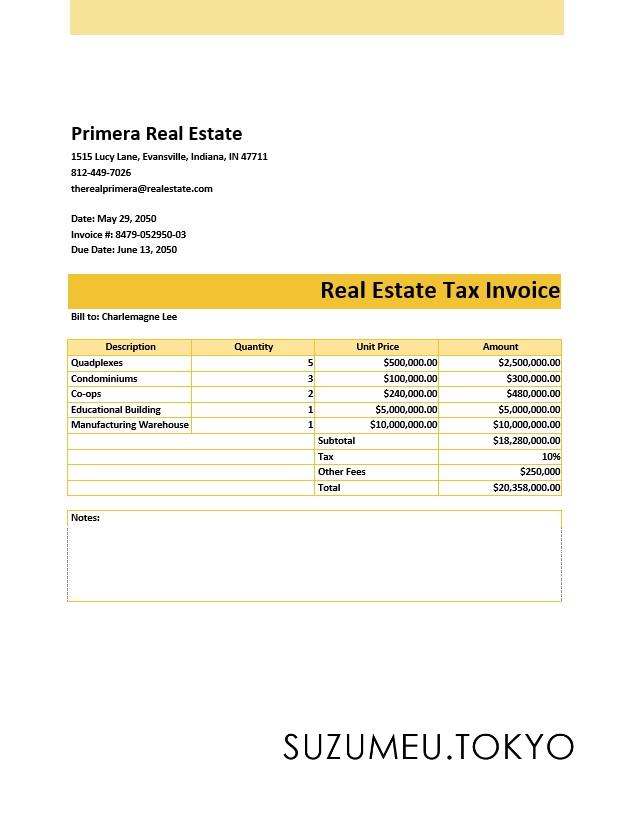 Primera Real Estate
1515 Lucy Lane, Evansville, Indiana, IN 47711
812-449-7026
therealprimera@realestate.com
Date: May 29, 2050
Invoice #: 8479-052950-03
Due Date: June 13, 2050
Real Estate Tax Invoice
Bill to: Charlemagne Lee
Description Quantity Unit Price Amount
Quadplexes 5 $500,000.00 $2,500,000.00
Condominiums 3 $100,000.00 $300,000.00
Co-ops 2 $240,000.00 $480,000.00
Educational Building 1 $5,000,000.00 $5,000,000.00
Manufacturing Warehouse 1 $10,000,000.00 $10,000,000.00
Subtotal $18,280,000.00
Tax 10%
Other Fees $250,000
Total $20,358,000.00
Notes:
SUZUMEU.TOKYO